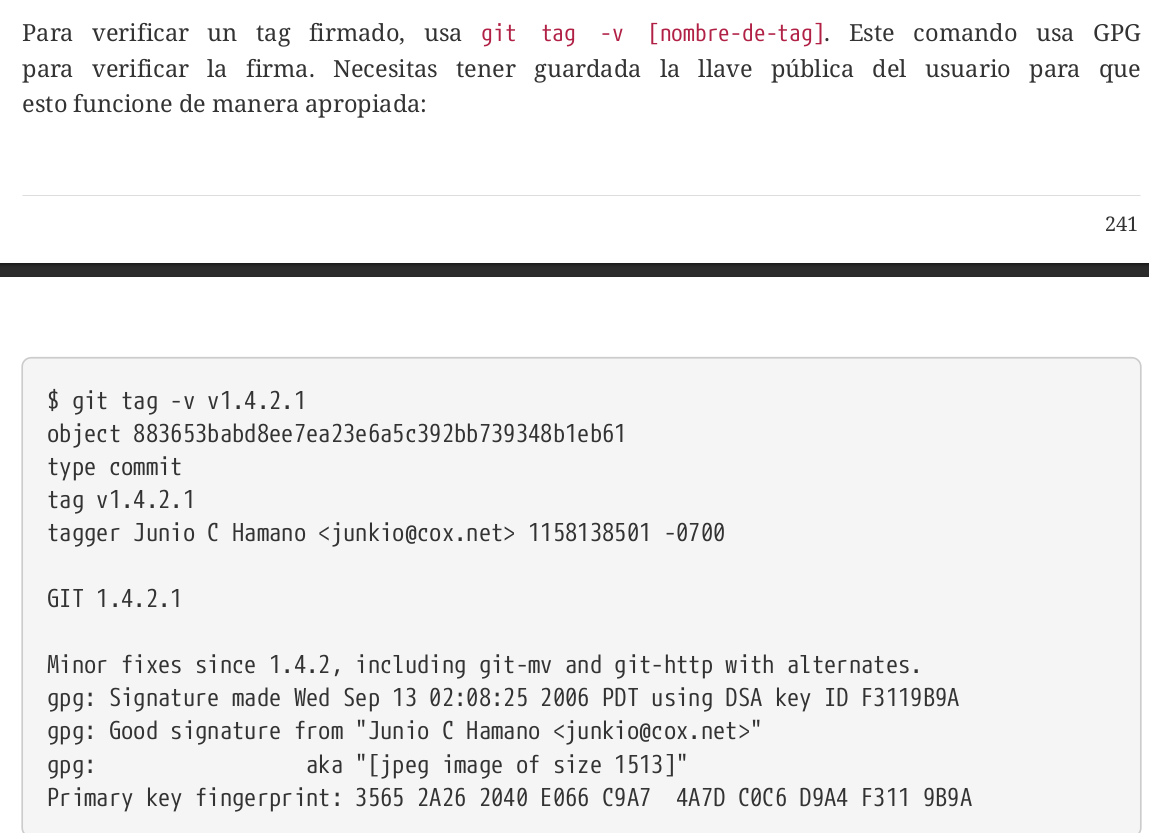 Para verificar un tag firmado, usa git tag -v [nombre-de-tag]. Este comando usa GPG
para verificar la firma. Necesitas tener guardada la llave pública del usuario para que
esto funcione de manera apropiada:
241
$ git tag -v v1.4.2.1
object 883653babd8ee7ea23e6a5c392bb739348b1eb61
type commit
tag v1.4.2.1
tagger Junio C Hamano <junkio@cox.net> 1158138501 -0700
GIT 1.4.2.1
Minor fixes since 1.4.2, including git-mv and git-http with alternates.
gpg: Signature made Wed Sep 13 02:08:25 2006 PDT using DSA key ID F3119B9A
gpg: Good signature from "Junio C Hamano <junkio@cox.net>"
gpg:                 aka "[jpeg image of size 1513]"
Primary key fingerprint: 3565 2A26 2040 E066 C9A7  4A7D C0C6 D9A4 F311 9B9A